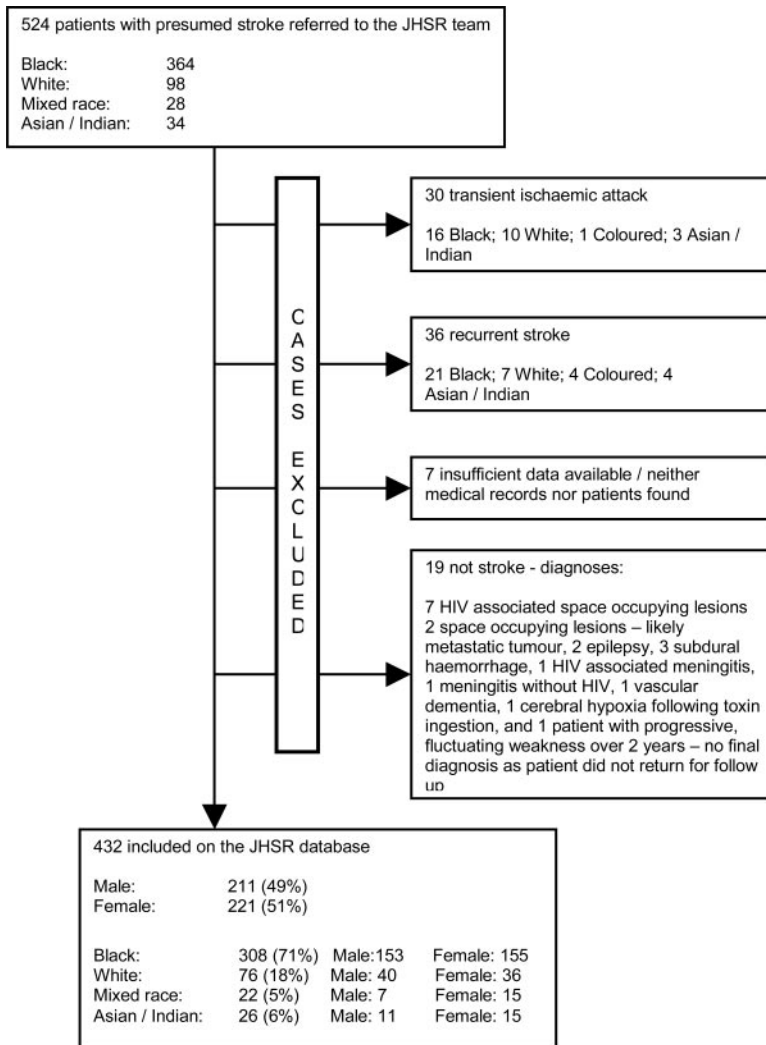 524 patients with presumed stroke referred to the JHSR team
Black: 364
White: 98
Mixed race: 28
Asian / Indian: 34
CASES EXCLUDED
30 transient ischaemic attack
16 Black; 10 White; 1 Coloured; 3 Asian /
Indian
36 recurrent stroke
21 Black; 7 White; 4 Coloured; 4
Asian / Indian
7 insufficient data available / neither
medical records nor patients found
19 not stroke - diagnoses:
7 HIV associated space occupying lesions
2 space occupying lesions – likely
metastatic tumour, 2 epilepsy, 3 subdural
haemorrhage, 1 HIV associated meningitis,
1 meningitis without HIV, 1 vascular
dementia, 1 cerebral hypoxia following toxin
ingestion, and 1 patient with progressive,
fluctuating weakness over 2 years – no final
diagnosis as patient did not return for follow
up
432 included on the JHSR database
Male: 211 (49%)
Female: 221 (51%)
Black: 308 (71%) Male:153 Female: 155
White: 76 (18%) Male: 40 Female: 36
Mixed race: 22 (5%) Male: 7 Female: 15
Asian / Indian: 26 (6%) Male: 11 Female: 15